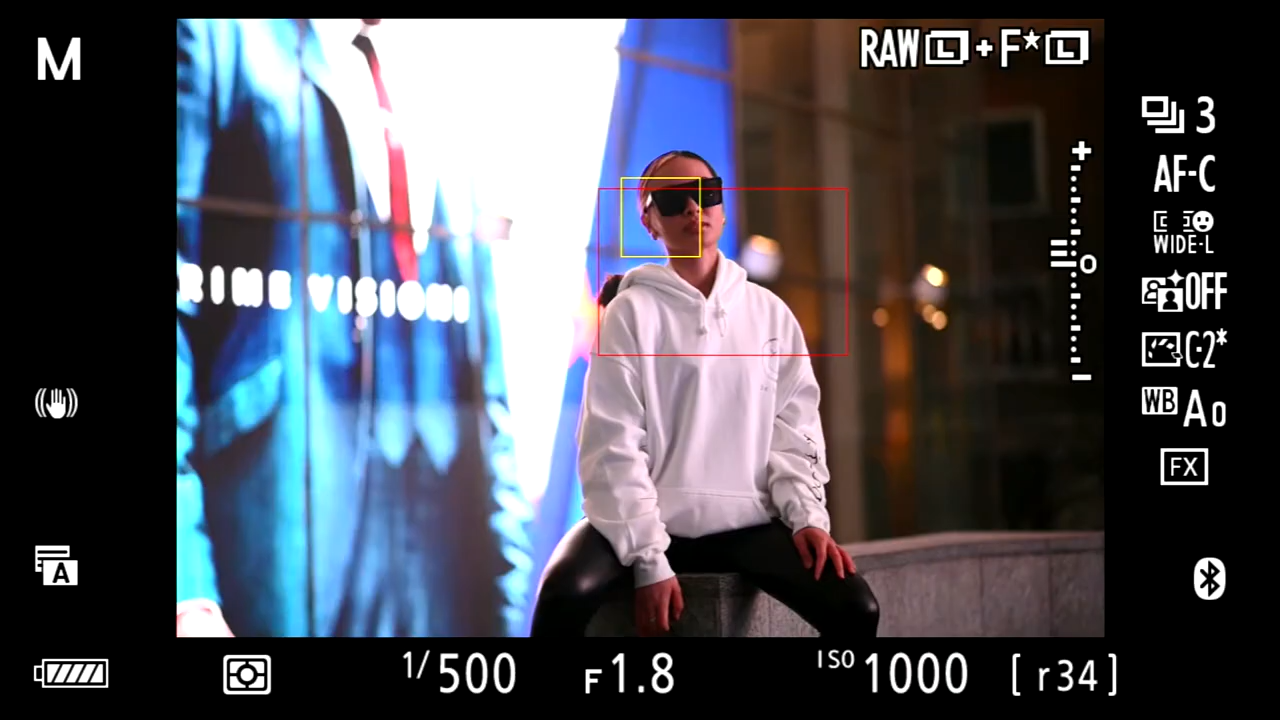 M
RAW L + F★ L
3
AF-C
WIDE-L
OFF
C-2*
WB A0
FX
RIME VISION
A
1/500
F1.8
ISO 1000
[r34]